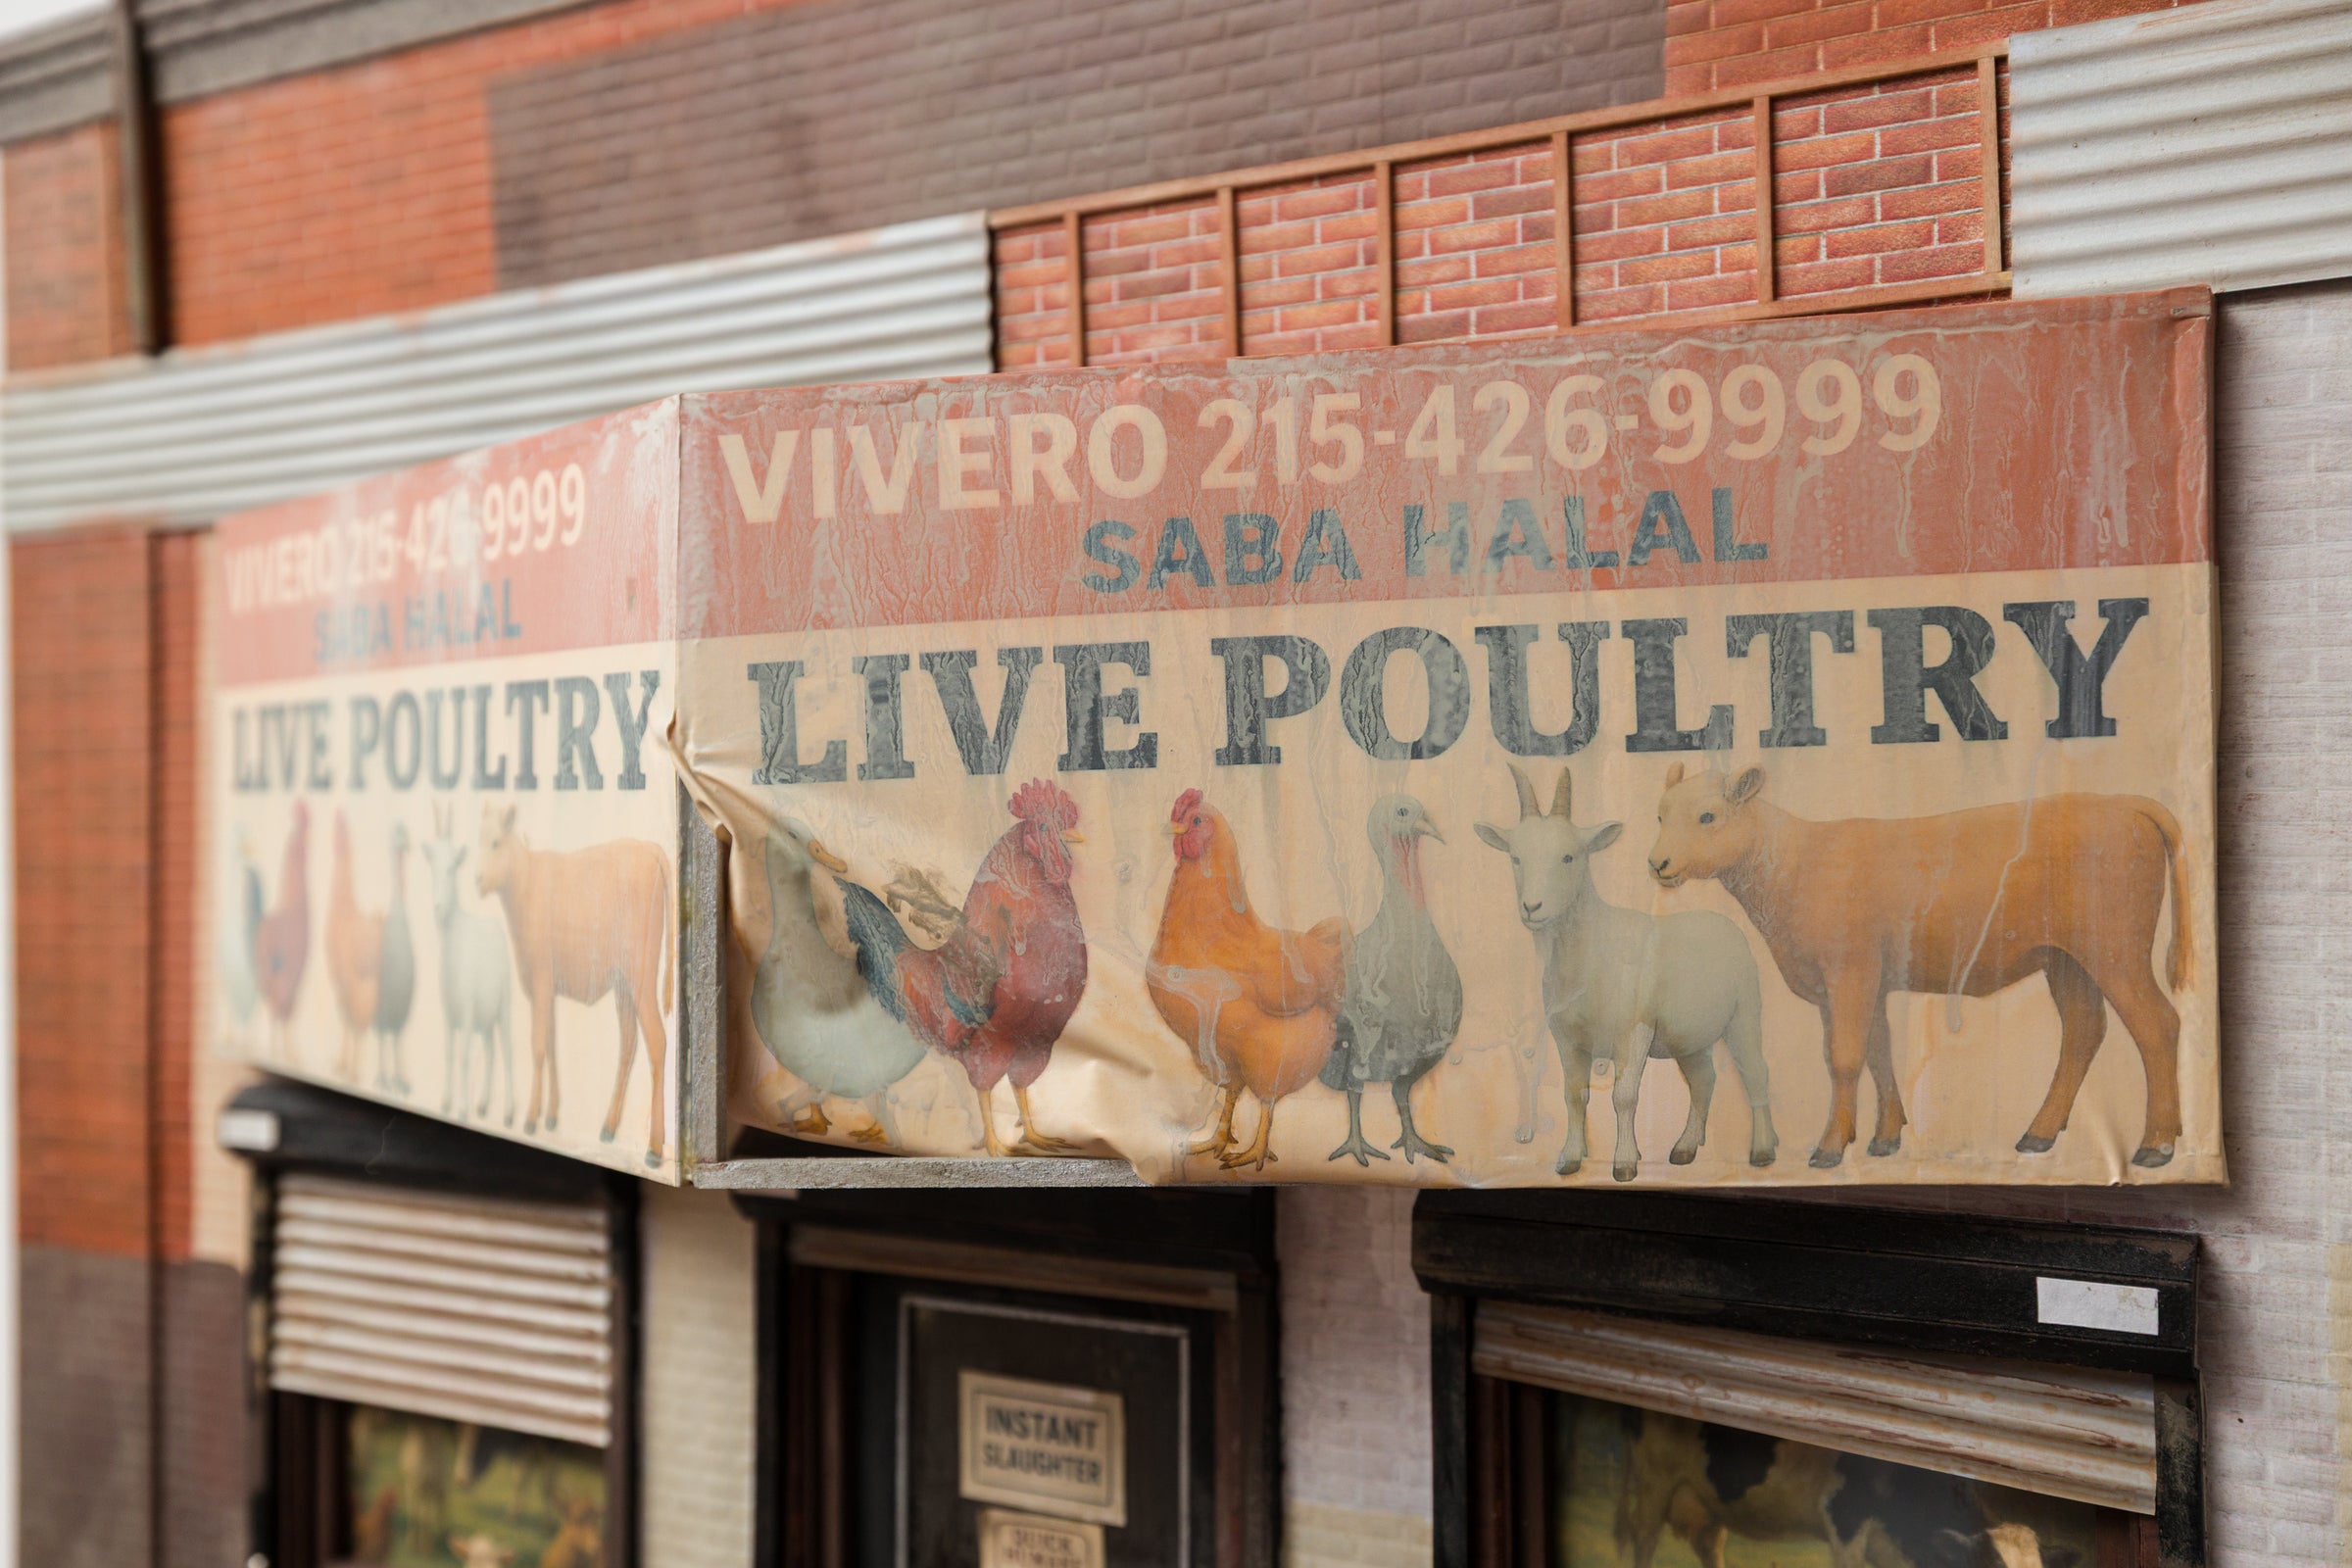 VIVERO 215-426-9999
SABA HALAL
LIVE POULTRY
VIVERO 215-426-9999
SABA HALAL
LIVE POULTRY
INSTANT
SLAUGHTER